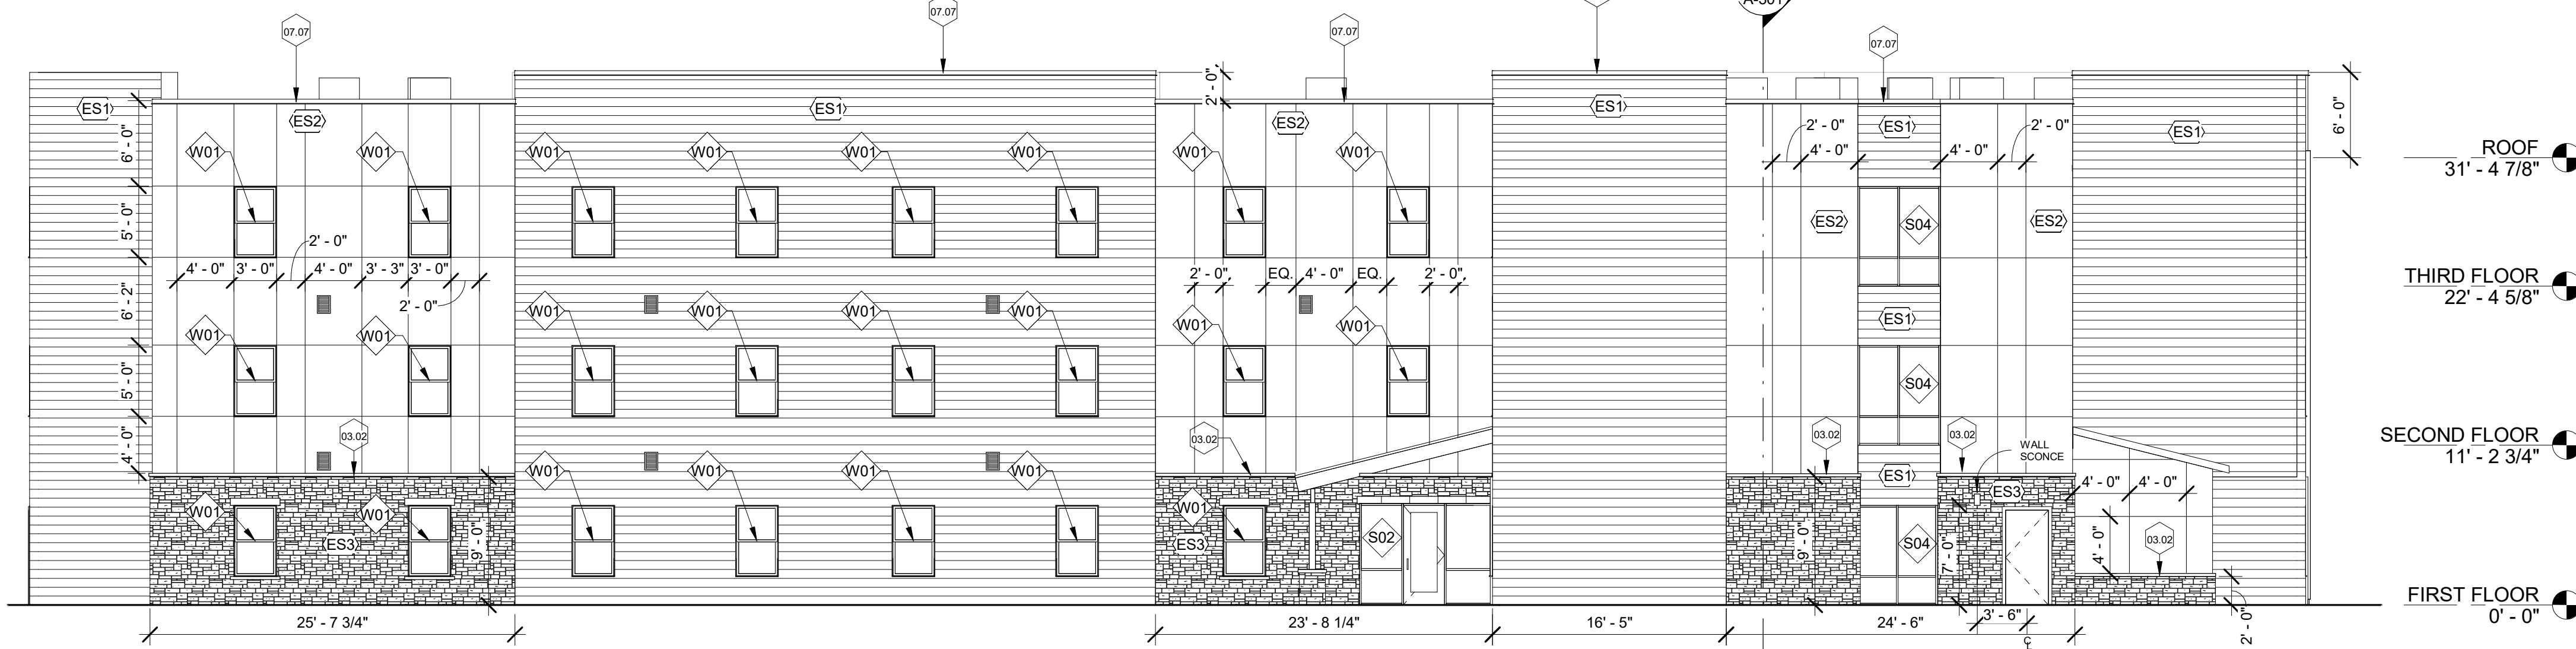 A-301
07.07
07.07
07.07
07.07
ES1
ES2
ES1
ES2
ES1
ES1
ES1
2' - 0"
2' - 0"
2' - 0"
4' - 0"
4' - 0"
6' - 0"
6' - 0"
W01
W01
W01
W01
W01
W01
W01
W01
ROOF
31' - 4 7/8"
5' - 0"
ES2
S04
ES2
2' - 0"
4' - 0"
3' - 0"
4' - 0"
3' - 3"
3' - 0"
2' - 0"
2' - 0"
EQ.
4' - 0"
EQ.
2' - 0"
THIRD FLOOR
22' - 4 5/8"
6' - 2"
W01
W01
W01
W01
W01
W01
W01
W01
ES1
5' - 0"
S04
4' - 0"
03.02
03.02
03.02
03.02
WALL
SCONCE
SECOND FLOOR
11' - 2 3/4"
W01
W01
W01
W01
ES1
ES3
4' - 0"
4' - 0"
W01
W01
ES3
9' - 0"
W01
ES3
S02
9' - 0"
S04
7' - 0"
4' - 0"
03.02
FIRST FLOOR
0' - 0"
25' - 7 3/4"
23' - 8 1/4"
16' - 5"
24' - 6"
3' - 6"
2' - 0"
℄